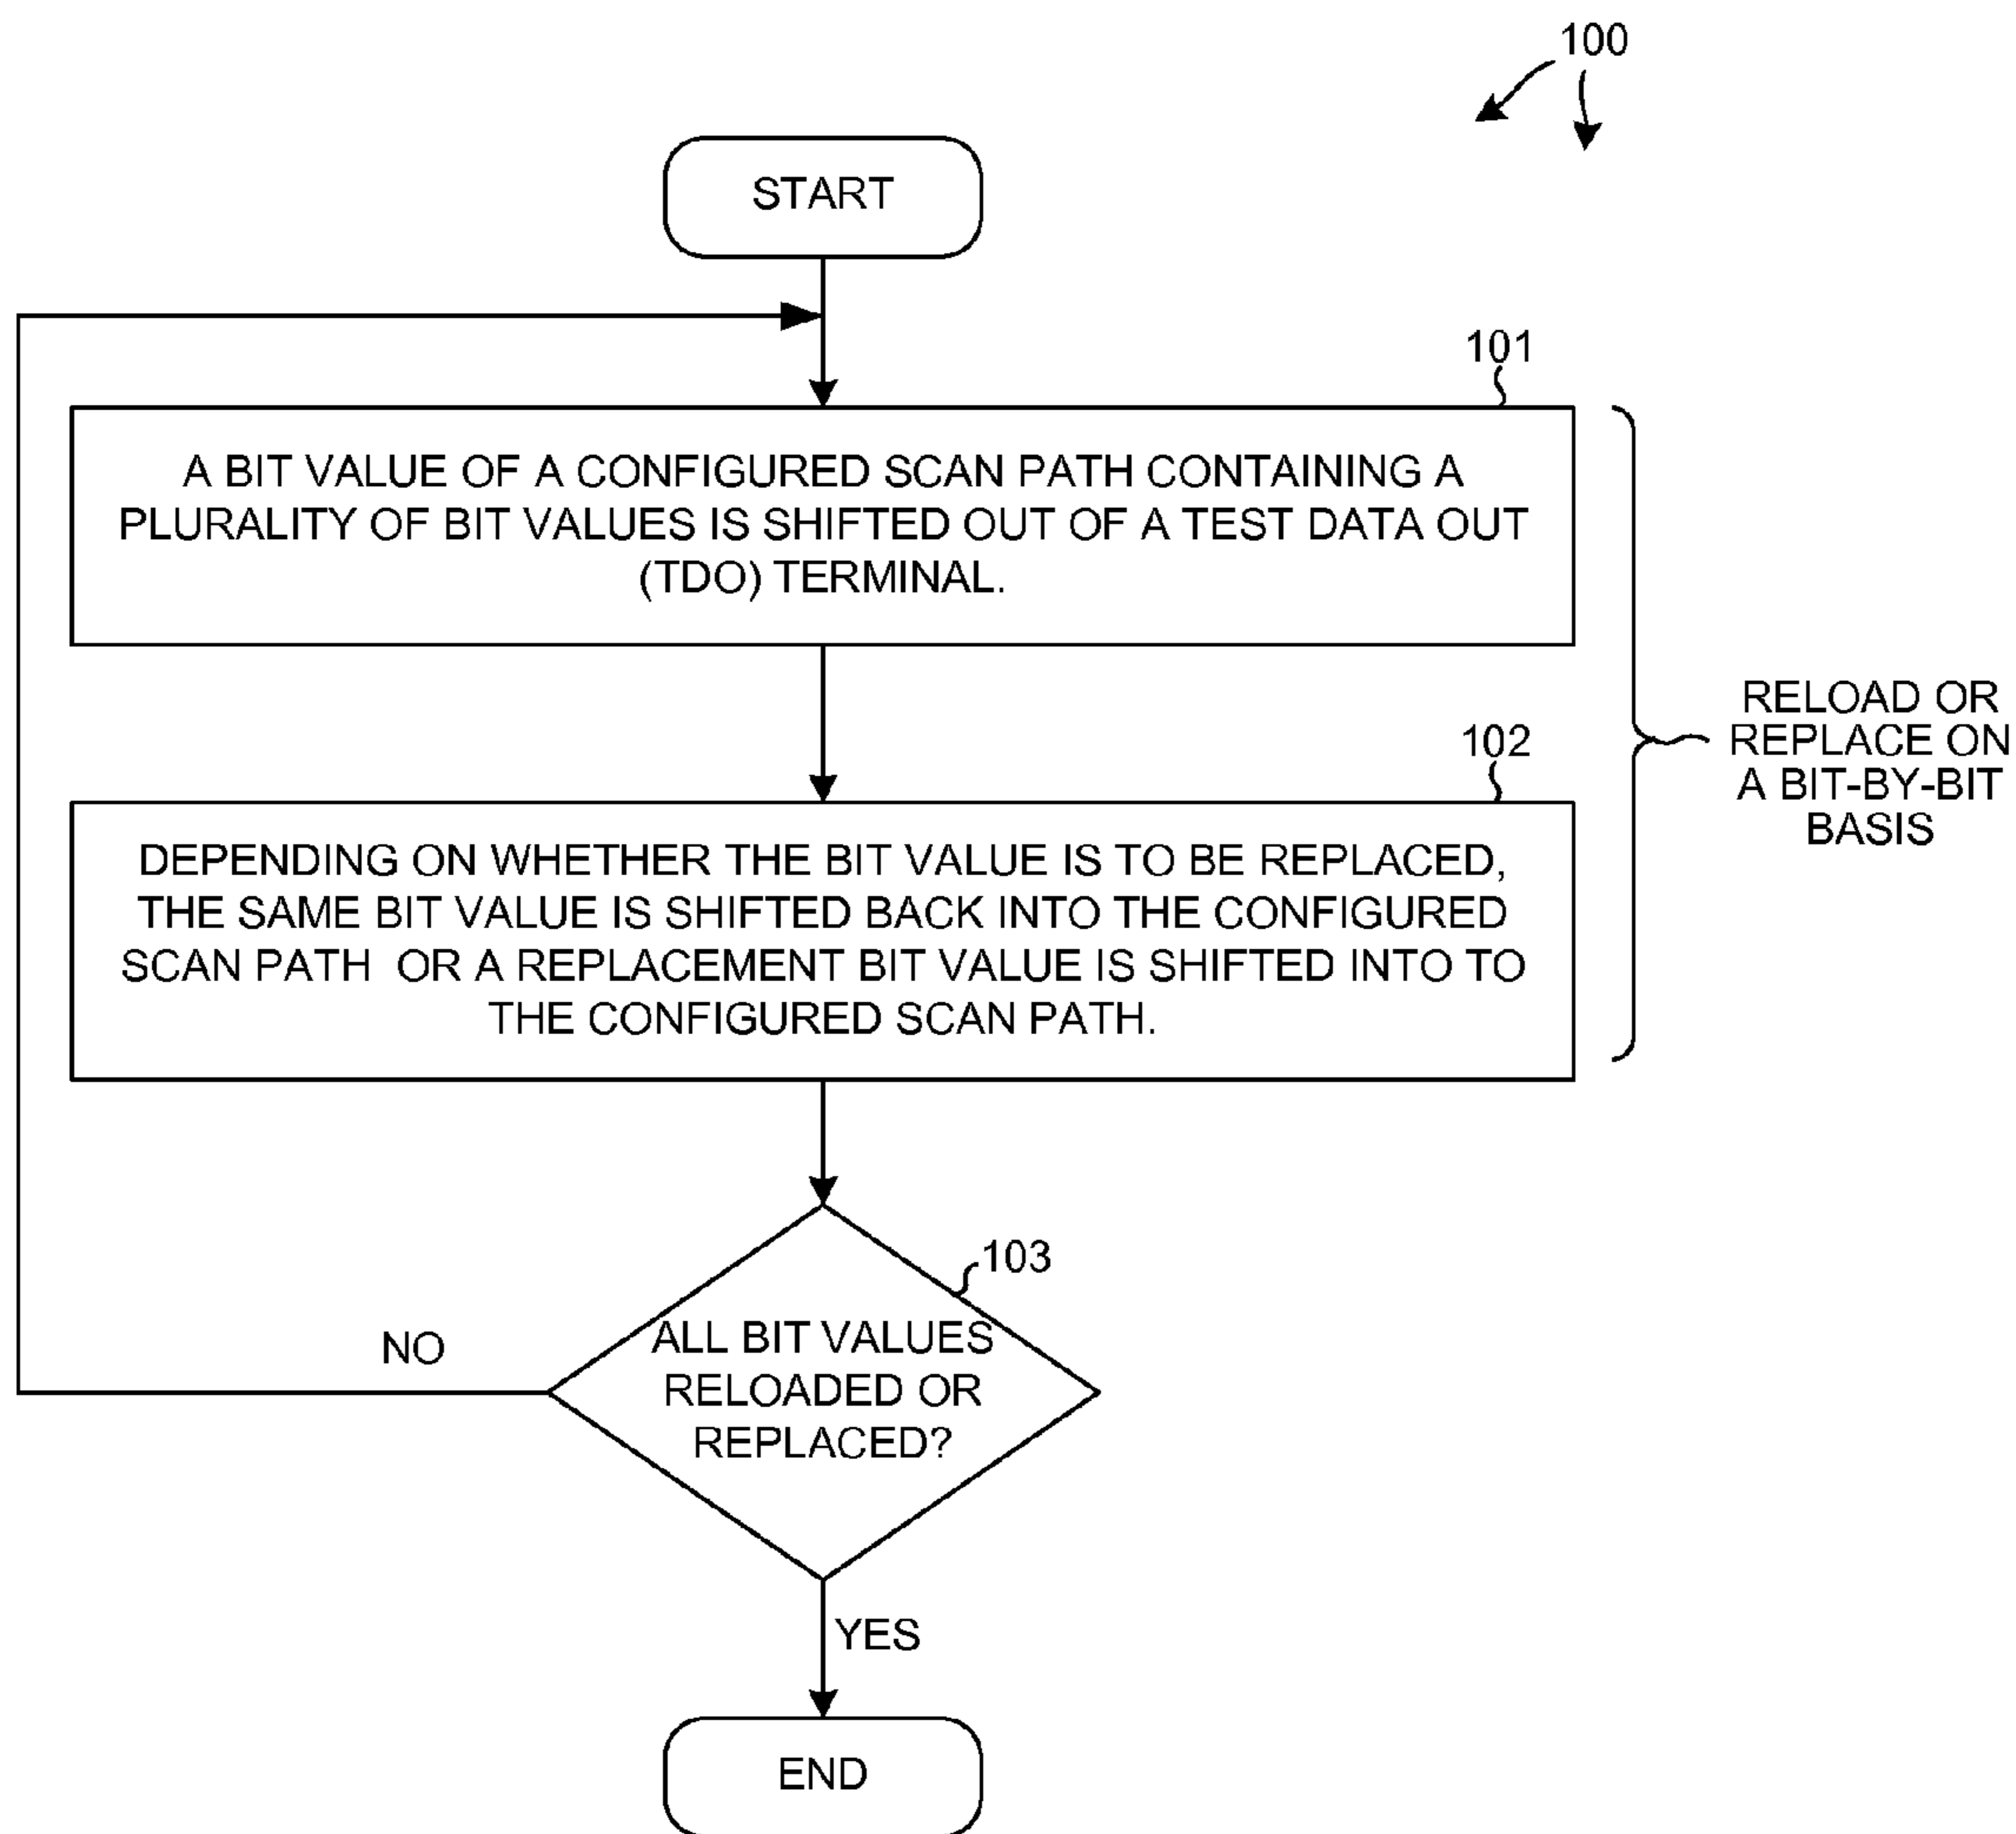 100
START
101
A BIT VALUE OF A CONFIGURED SCAN PATH CONTAINING A
PLURALITY OF BIT VALUES IS SHIFTED OUT OF A TEST DATA OUT
(TDO) TERMINAL.
RELOAD OR
REPLACE ON
A BIT-BY-BIT
BASIS
102
DEPENDING ON WHETHER THE BIT VALUE IS TO BE REPLACED,
THE SAME BIT VALUE IS SHIFTED BACK INTO THE CONFIGURED
SCAN PATH OR A REPLACEMENT BIT VALUE IS SHIFTED INTO TO
THE CONFIGURED SCAN PATH.
103
ALL BIT VALUES
RELOADED OR
REPLACED?
NO
YES
END